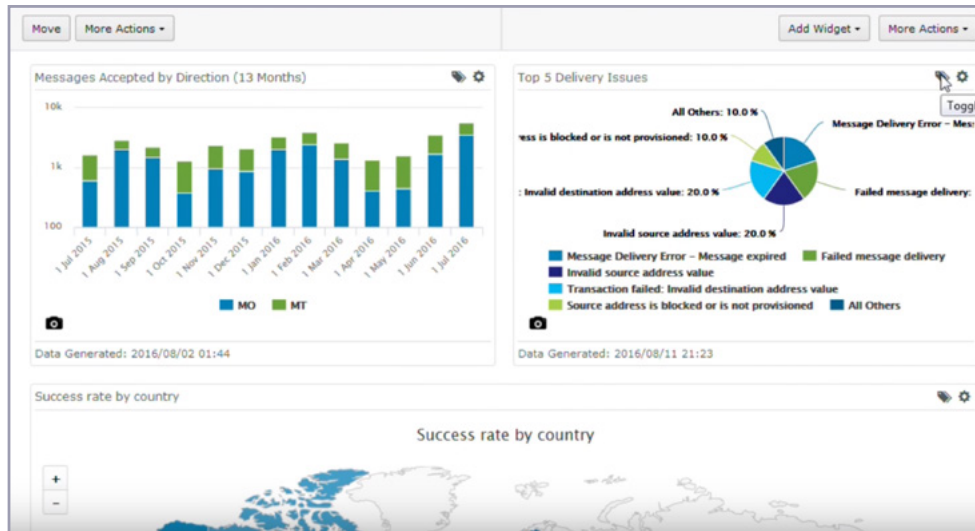 Move More Actions Add Widget More Actions
Messages Accepted by Direction (13 Months)
10k
1k
100
1 Jul 2015
1 Aug 2015
1 Sep 2015
1 Oct 2015
1 Nov 2015
1 Dec 2015
1 Jan 2016
1 Feb 2016
1 Mar 2016
1 Apr 2016
1 May 2016
1 Jun 2016
1 Jul 2016
MO MT
Data Generated: 2016/08/02 01:44
Top 5 Delivery Issues
Toggl
All Others: 10.0 %
Message Delivery Error – Mes
ress is blocked or is not provisioned: 10.0 %
: Invalid destination address value: 20.0 %
Failed message delivery:
Invalid source address value: 20.0 %
Message Delivery Error – Message expired Failed message delivery
Invalid source address value
Transaction failed: Invalid destination address value
Source address is blocked or is not provisioned All Others
Data Generated: 2016/08/11 21:23
Success rate by country
Success rate by country
+
−